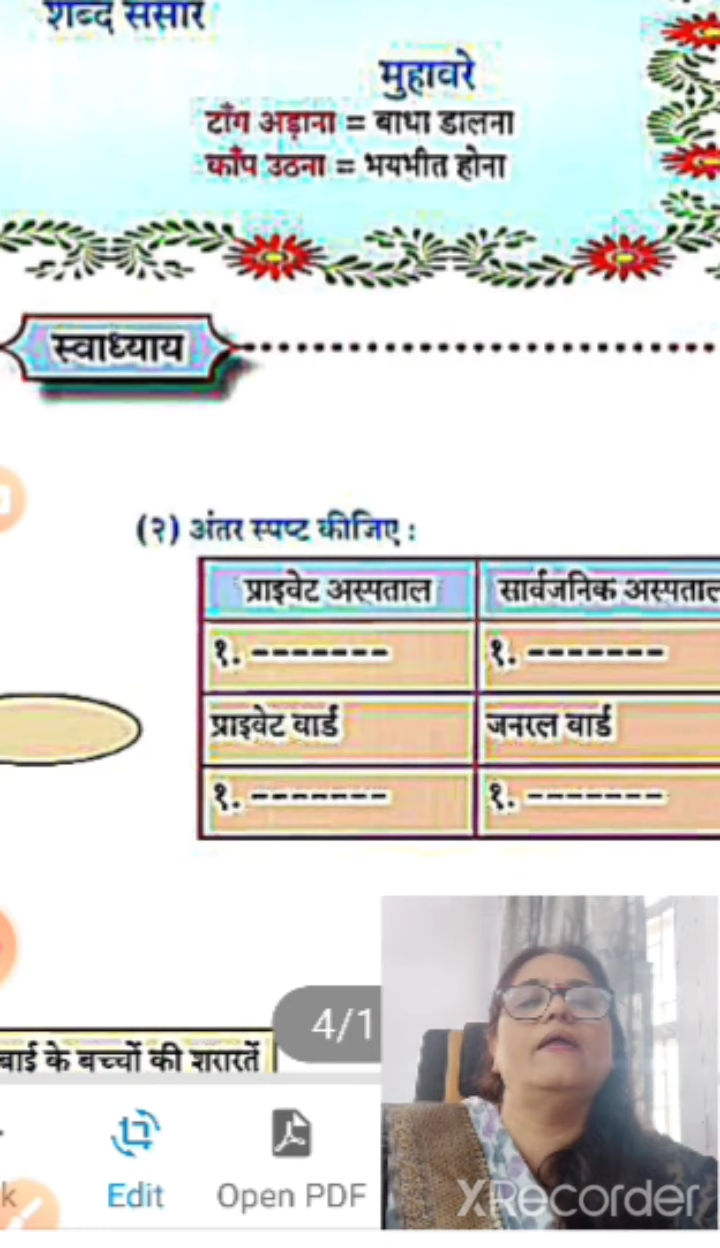 शब्द संसार
मुहावरे
टाँग अड़ाना = बाधा डालना
काँप उठना = भयभीत होना
स्वाध्याय
(२) अंतर स्पष्ट कीजिए :
प्राइवेट अस्पताल सार्वजनिक अस्पताल
१. ------- १. -------
प्राइवेट वार्ड जनरल वार्ड
१. ------- १. -------
4/1
बाई के बच्चों की शरारतें
Edit Open PDF
XRecorder